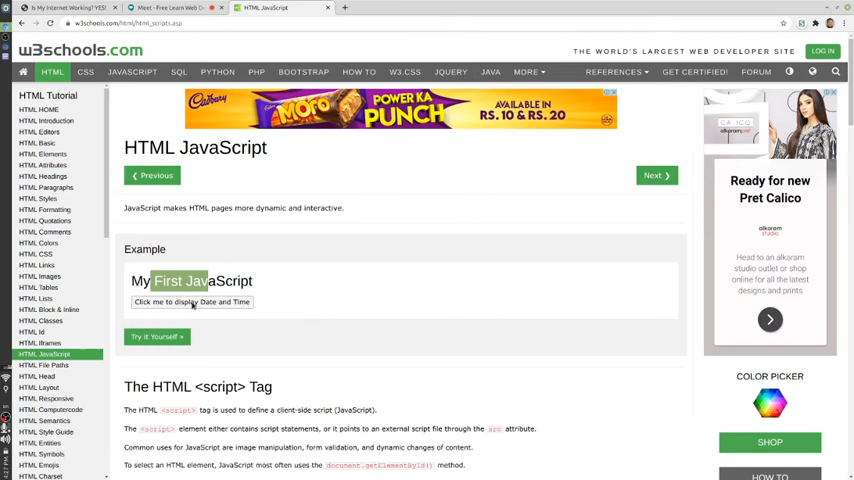 Is My Internet Working? YES
Meet - Free Learn Web De
HTML JavaScript
w3schools.com/html/html_scripts.asp
w3schools.com
THE WORLD'S LARGEST WEB DEVELOPER SITE
LOG IN
HTML CSS JAVASCRIPT SQL PYTHON PHP BOOTSTRAP HOW TO W3.CSS JQUERY JAVA MORE REFERENCES GET CERTIFIED! FORUM
HTML Tutorial
HTML HOME
HTML Introduction
HTML Editors
HTML Basic
HTML Elements
HTML Attributes
HTML Headings
HTML Paragraphs
HTML Styles
HTML Formatting
HTML Quotations
HTML Comments
HTML Colors
HTML CSS
HTML Links
HTML Images
HTML Tables
HTML Lists
HTML Block & Inline
HTML Classes
HTML Id
HTML Iframes
HTML JavaScript
HTML File Paths
HTML Head
HTML Layout
HTML Responsive
HTML Computercode
HTML Semantics
HTML Style Guide
HTML Entities
HTML Symbols
HTML Emojis
HTML Charset
Cadbury
MORO
POWER KA
PUNCH
AVAILABLE IN
RS. 10 & RS. 20
HTML JavaScript
❮ Previous
Next ❯
JavaScript makes HTML pages more dynamic and interactive.
Example
My First JavaScript
Click me to display Date and Time
Try it Yourself »
The HTML <script> Tag
The HTML <script> tag is used to define a client-side script (JavaScript).
The <script> element either contains script statements, or it points to an external script file through the src attribute.
Common uses for JavaScript are image manipulation, form validation, and dynamic changes of content.
To select an HTML element, JavaScript most often uses the document.getElementById() method.
Ready for new
Pret Calico
alkaram
studio
Head to an
alkaram studio
outlet or shop
online for all the
latest designs
and prints
COLOR PICKER
SHOP
HOW TO
4:27 PM